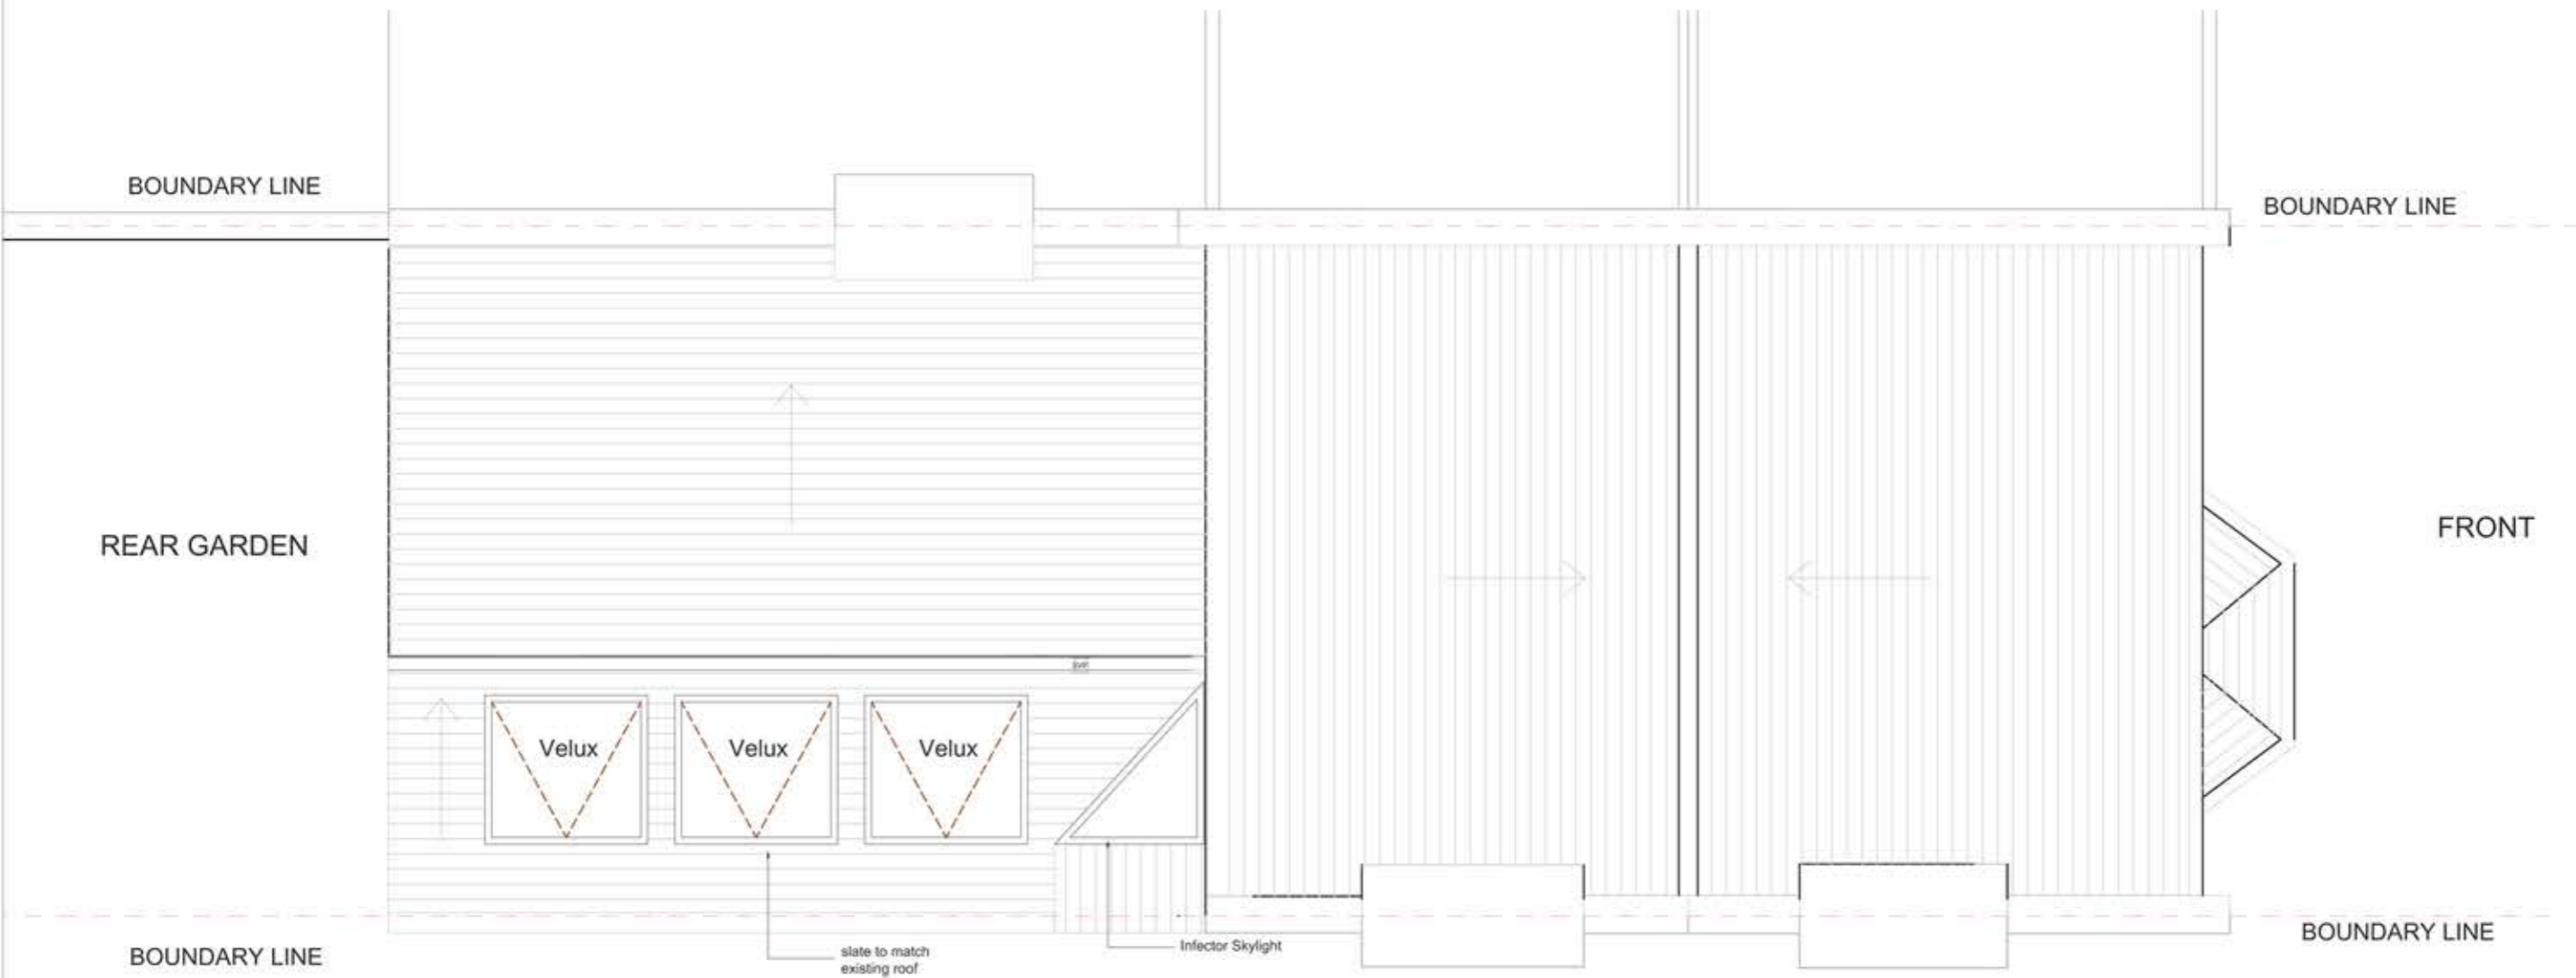 BOUNDARY LINE
BOUNDARY LINE
REAR GARDEN
FRONT
Velux
Velux
Velux
BOUNDARY LINE
slate to match
existing roof
Infector Skylight
BOUNDARY LINE